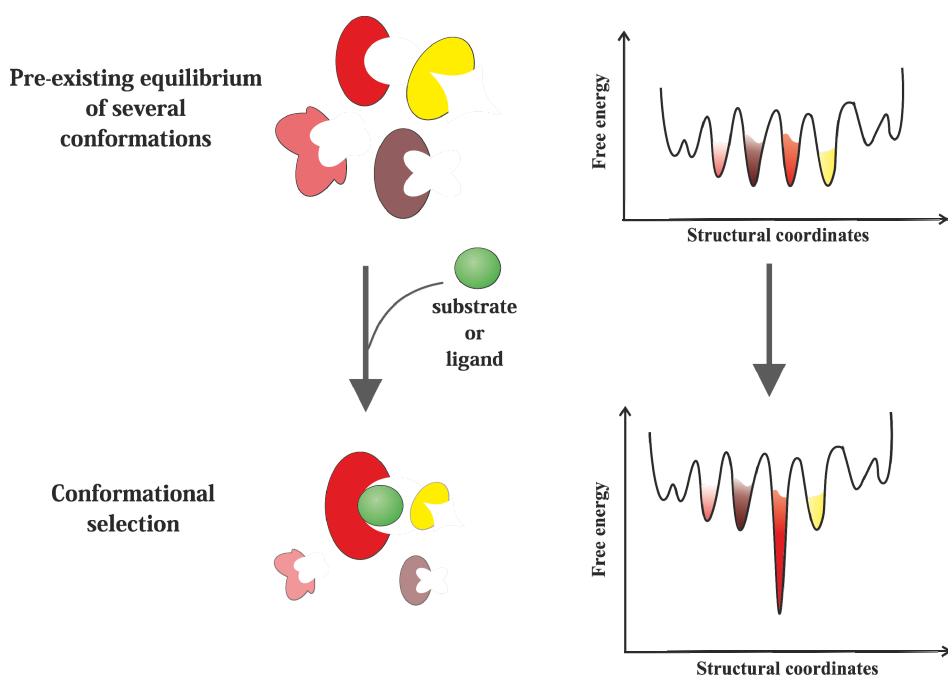 Pre-existing equilibrium
of several
conformations
Free energy
Structural coordinates
substrate
or
ligand
Conformational
selection
Free energy
Structural coordinates